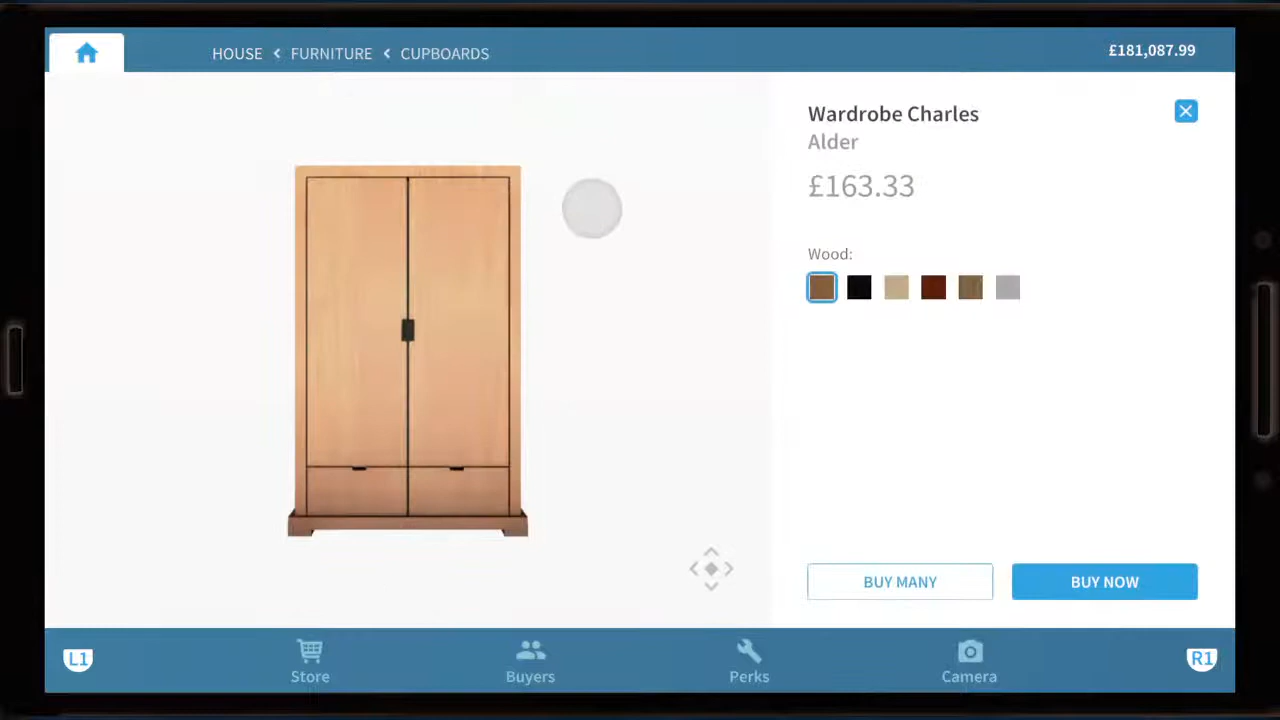 HOUSE < FURNITURE < CUPBOARDS
£181,087.99
Wardrobe Charles
Alder
£163.33
Wood:
BUY MANY
BUY NOW
L1
Store
Buyers
Perks
Camera
R1